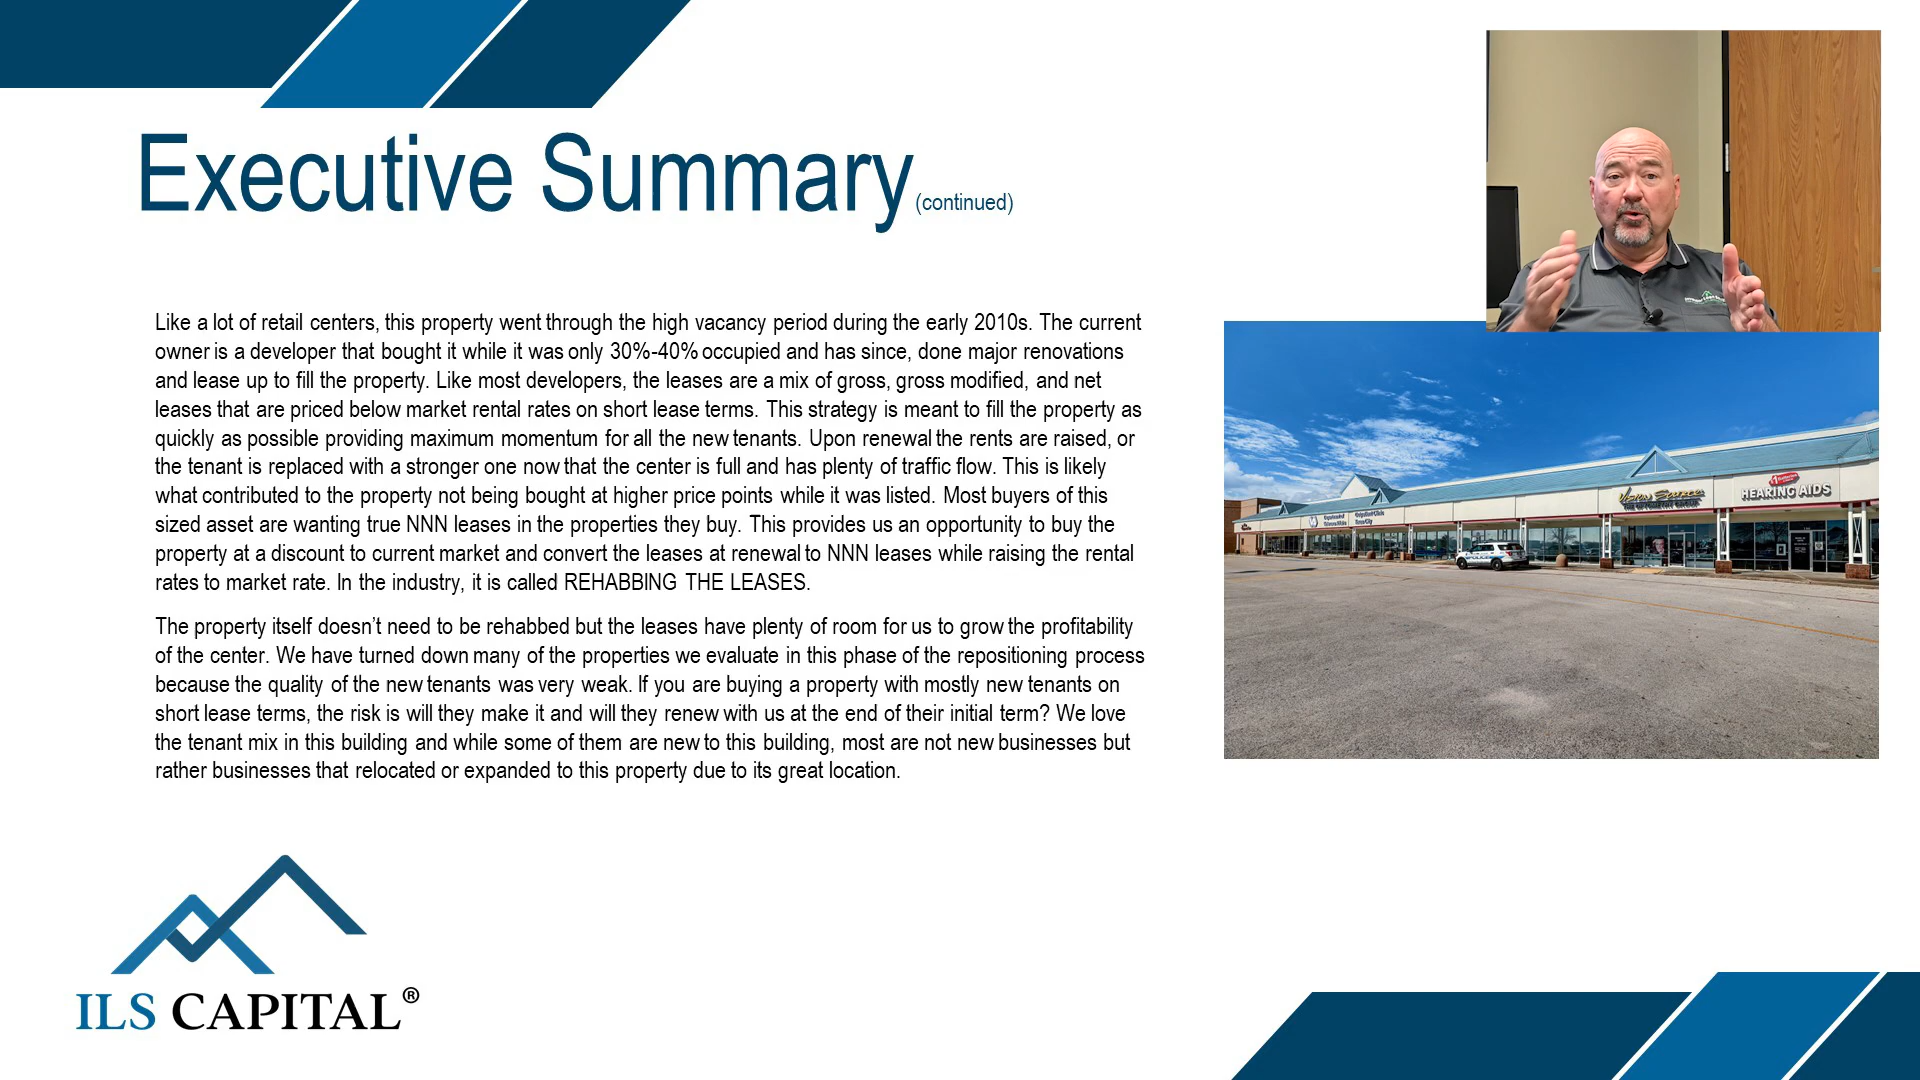 Executive Summary (continued)
Like a lot of retail centers, this property went through the high vacancy period during the early 2010s. The current
owner is a developer that bought it while it was only 30%-40% occupied and has since, done major renovations
and lease up to fill the property. Like most developers, the leases are a mix of gross, gross modified, and net
leases that are priced below market rental rates on short lease terms. This strategy is meant to fill the property as
quickly as possible providing maximum momentum for all the new tenants. Upon renewal the rents are raised, or
the tenant is replaced with a stronger one now that the center is full and has plenty of traffic flow. This is likely
what contributed to the property not being bought at higher price points while it was listed. Most buyers of this
sized asset are wanting true NNN leases in the properties they buy. This provides us an opportunity to buy the
property at a discount to current market and convert the leases at renewal to NNN leases while raising the rental
rates to market rate. In the industry, it is called REHABBING THE LEASES.
The property itself doesn’t need to be rehabbed but the leases have plenty of room for us to grow the profitability
of the center. We have turned down many of the properties we evaluate in this phase of the repositioning process
because the quality of the new tenants was very weak. If you are buying a property with mostly new tenants on
short lease terms, the risk is will they make it and will they renew with us at the end of their initial term? We love
the tenant mix in this building and while some of them are new to this building, most are not new businesses but
rather businesses that relocated or expanded to this property due to its great location.
Vision Source
HEARING AIDS
POLICE
ILS CAPITAL®